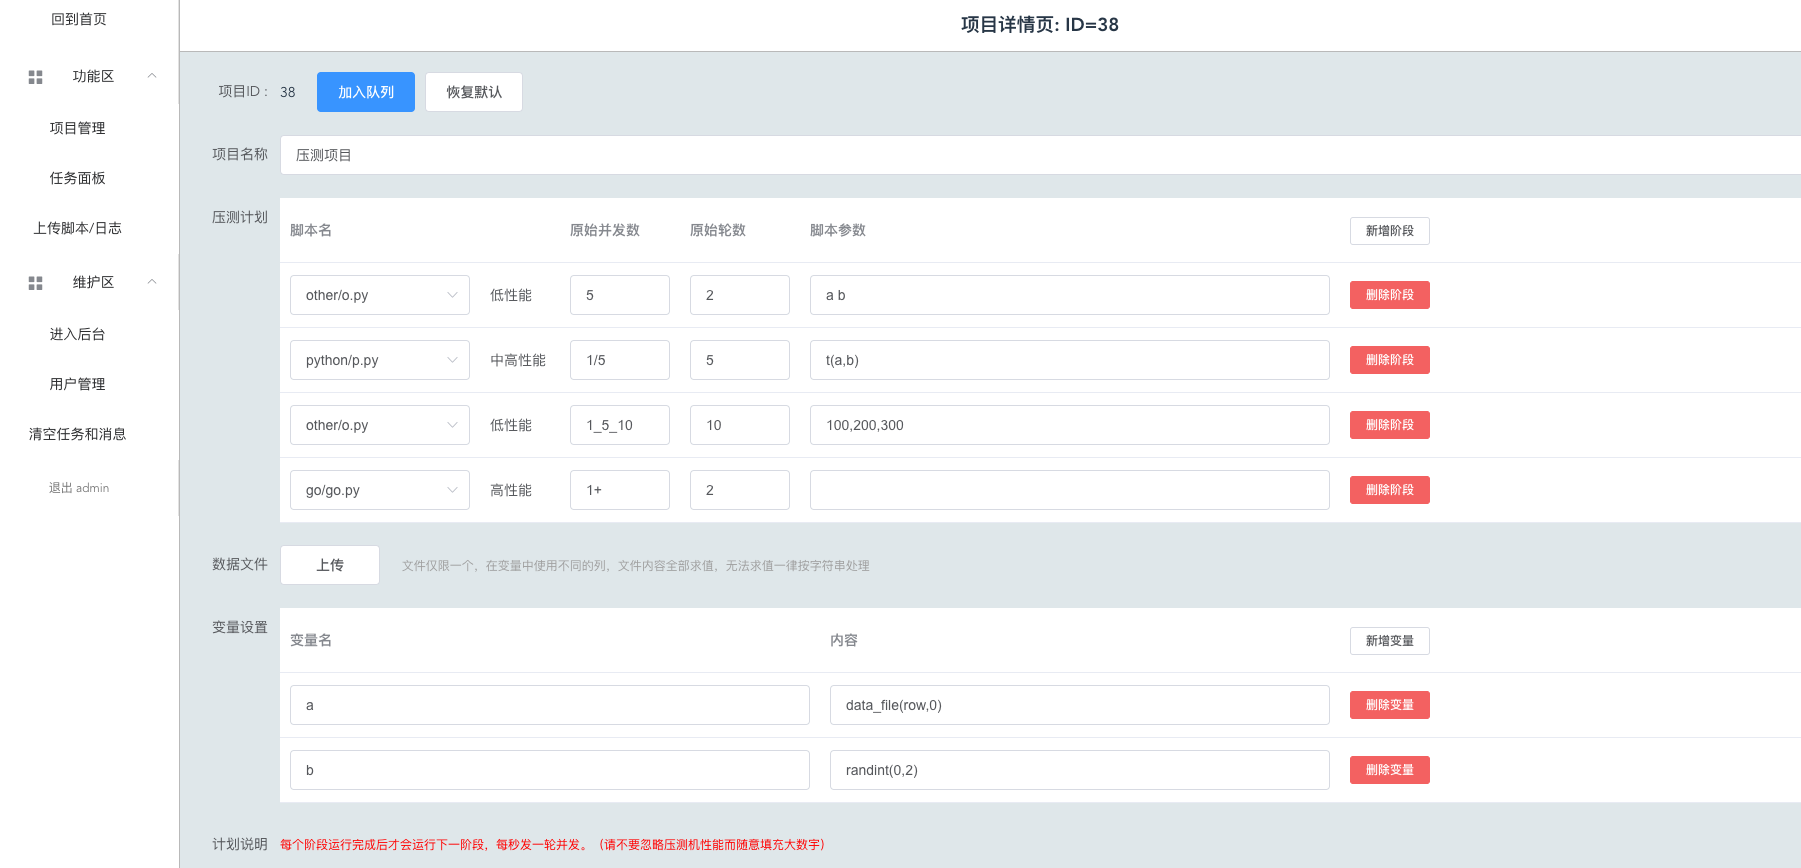 回到首页
功能区
项目管理
任务面板
上传脚本/日志
维护区
进入后台
用户管理
清空任务和消息
退出 admin
项目详情页: ID=38
项目ID： 38 加入队列 恢复默认
项目名称 压测项目
压测计划 脚本名 原始并发数 原始轮数 脚本参数 新增阶段
other/o.py 低性能 5 2 a b 删除阶段
python/p.py 中高性能 1/5 5 t(a,b) 删除阶段
other/o.py 低性能 1_5_10 10 100,200,300 删除阶段
go/go.py 高性能 1+ 2 删除阶段
数据文件 上传 文件仅限一个，在变量中使用不同的列，文件内容全部求值，无法求值一律按字符串处理
变量设置 变量名 内容 新增变量
a data_file(row,0) 删除变量
b randint(0,2) 删除变量
计划说明 每个阶段运行完成后才会运行下一阶段，每秒发一轮并发。（请不要忽略压测机性能而随意填充大数字）